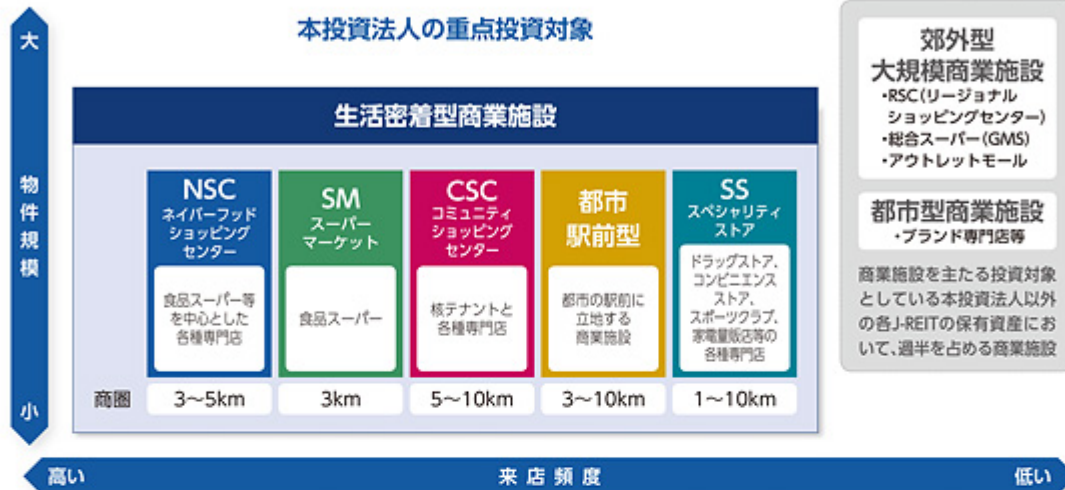 大
物件規模
小
本投資法人の重点投資対象
生活密着型商業施設
NSC
ネイバーフッド
ショッピング
センター
食品スーパー等
を中心とした
各種専門店
SM
スーパー
マーケット
食品スーパー
CSC
コミュニティ
ショッピング
センター
核テナントと
各種専門店
都市
駅前型
都市の駅前に
立地する
商業施設
SS
スペシャリティ
ストア
ドラッグストア、
コンビニエンス
ストア、
スポーツクラブ、
家電量販店等の
各種専門店
商圏 3～5km 3km 5～10km 3～10km 1～10km
郊外型
大規模商業施設
・RSC(リージョナル
ショッピングセンター)
・総合スーパー(GMS)
・アウトレットモール
都市型商業施設
・ブランド専門店等
商業施設を主たる投資対象
としている本投資法人以外
の各J-REITの保有資産にお
いて、過半を占める商業施設
高い 来店頻度 低い